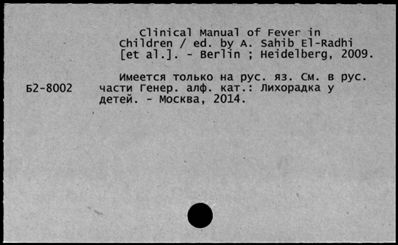 Clinical Manual of Fever in
Children / ed. by A. Sahib El-Radhi
[et al.]. - Berlin ; Heidelberg, 2009.
Имеется только на рус. яз. См. в рус.
Б2-8002 части Генер. алф. кат.: Лихорадка у
детей. - Москва, 2014.